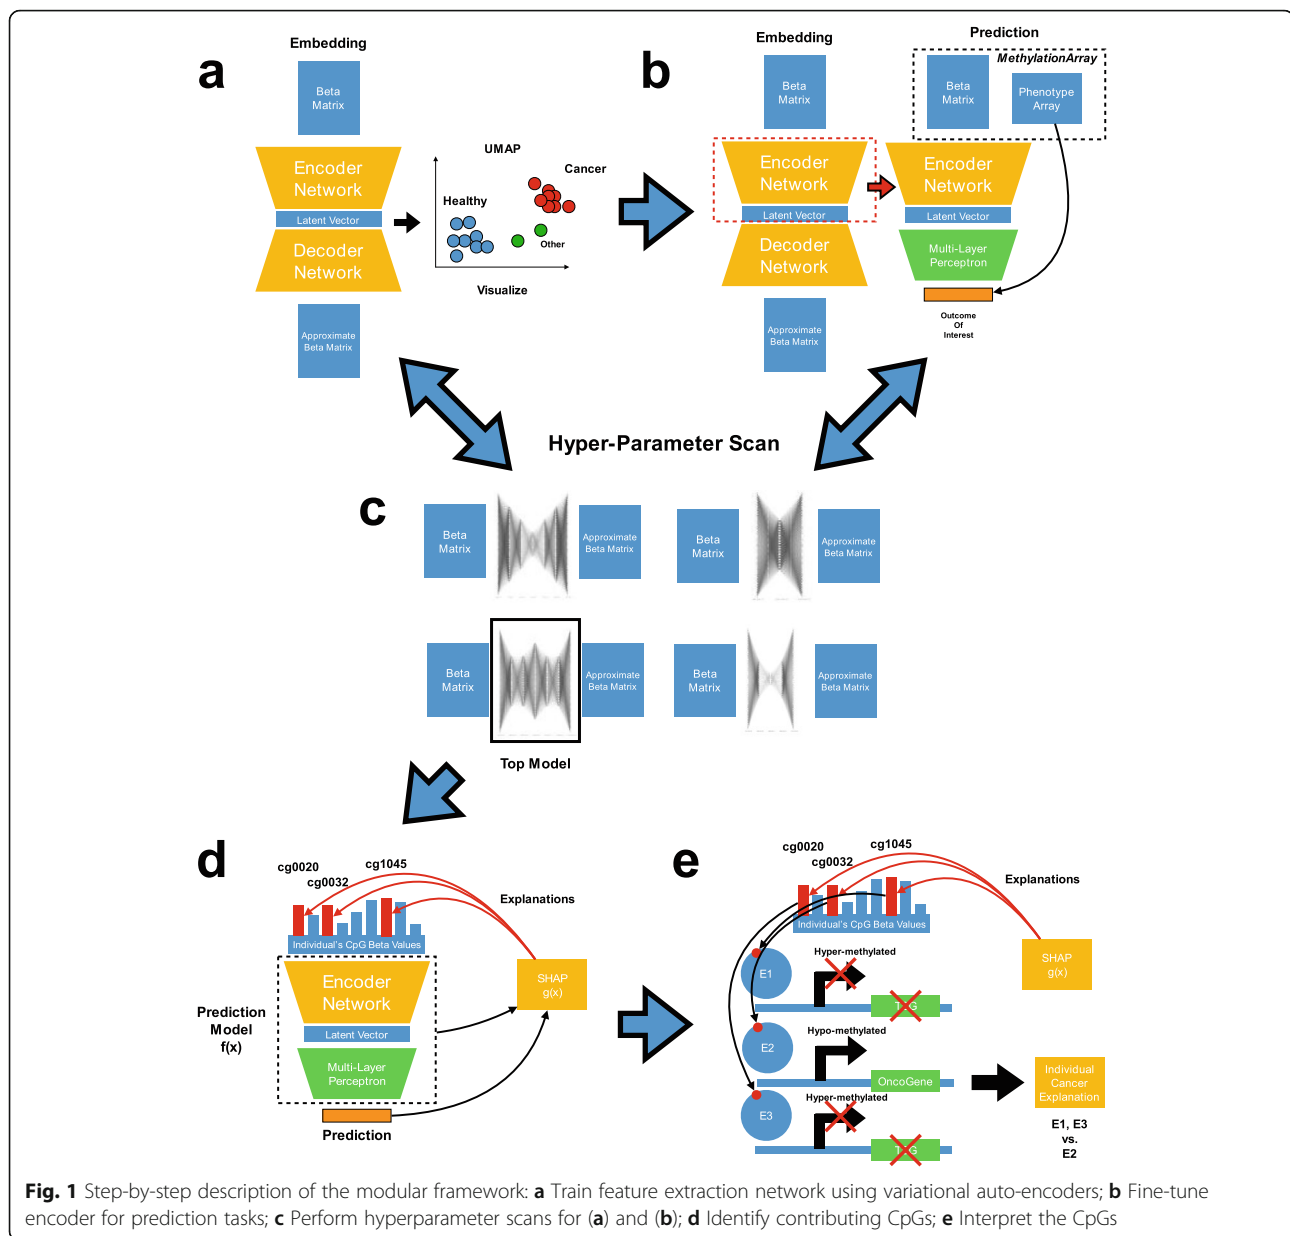 a
Embedding
Beta
Matrix
Encoder
Network
Latent Vector
Decoder
Network
Approximate
Beta Matrix
UMAP
Cancer
Healthy
Other
Visualize
b
Embedding
Beta
Matrix
Encoder
Network
Latent Vector
Decoder
Network
Approximate
Beta Matrix
Prediction
MethylationArray
Beta
Matrix
Phenotype
Array
Encoder
Network
Latent Vector
Multi-Layer
Perceptron
Outcome
Of
Interest
Hyper-Parameter Scan
c
Beta
Matrix
Approximate
Beta Matrix
Beta
Matrix
Approximate
Beta Matrix
Beta
Matrix
Approximate
Beta Matrix
Beta
Matrix
Approximate
Beta Matrix
Top Model
d
cg0020
cg0032
cg1045
Explanations
Individual's CpG Beta Values
Encoder
Network
Latent Vector
Multi-Layer
Perceptron
Prediction
Model
f(x)
Prediction
SHAP
g(x)
e
cg0020
cg0032
cg1045
Explanations
Individual's CpG Beta Values
SHAP
g(x)
E1
Hyper-methylated
E2
Hypo-methylated
OncoGene
E3
Hyper-methylated
Individual
Cancer
Explanation
E1, E3
vs.
E2
Fig. 1 Step-by-step description of the modular framework: a Train feature extraction network using variational auto-encoders; b Fine-tune
encoder for prediction tasks; c Perform hyperparameter scans for (a) and (b); d Identify contributing CpGs; e Interpret the CpGs